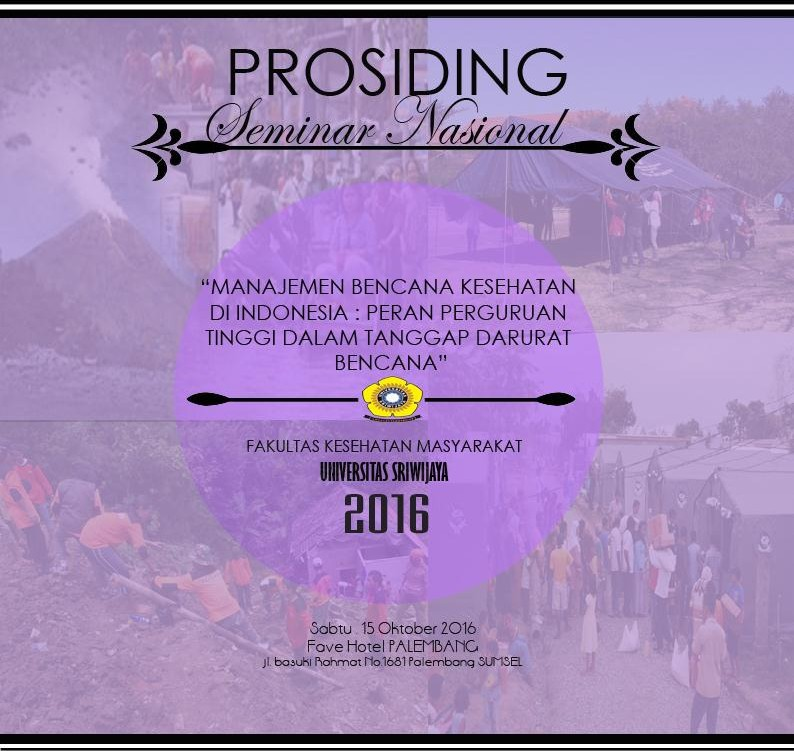 PROSIDING
Seminar Nasional
“MANAJEMEN BENCANA KESEHATAN
DI INDONESIA : PERAN PERGURUAN
TINGGI DALAM TANGGAP DARURAT
BENCANA”
FAKULTAS KESEHATAN MASYARAKAT
UNIVERSITAS SRIWIJAYA
2016
Sabtu 15 Oktober 2016
Fave Hotel PALEMBANG
jl. basuki Rahmat No.1681 Palembang SUMSEL